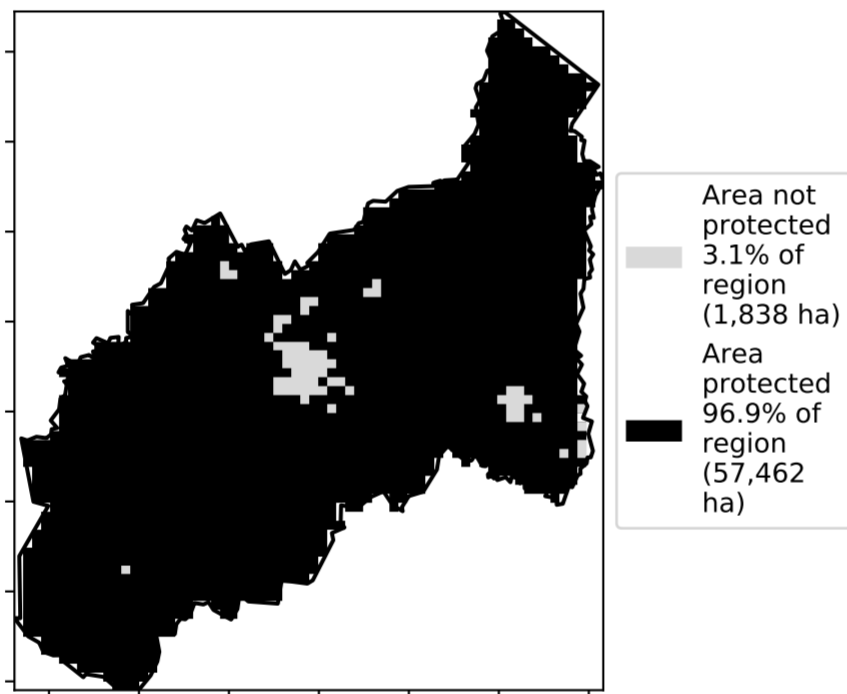 Area not
protected
3.1% of
region
(1,838 ha)
Area
protected
96.9% of
region
(57,462
ha)